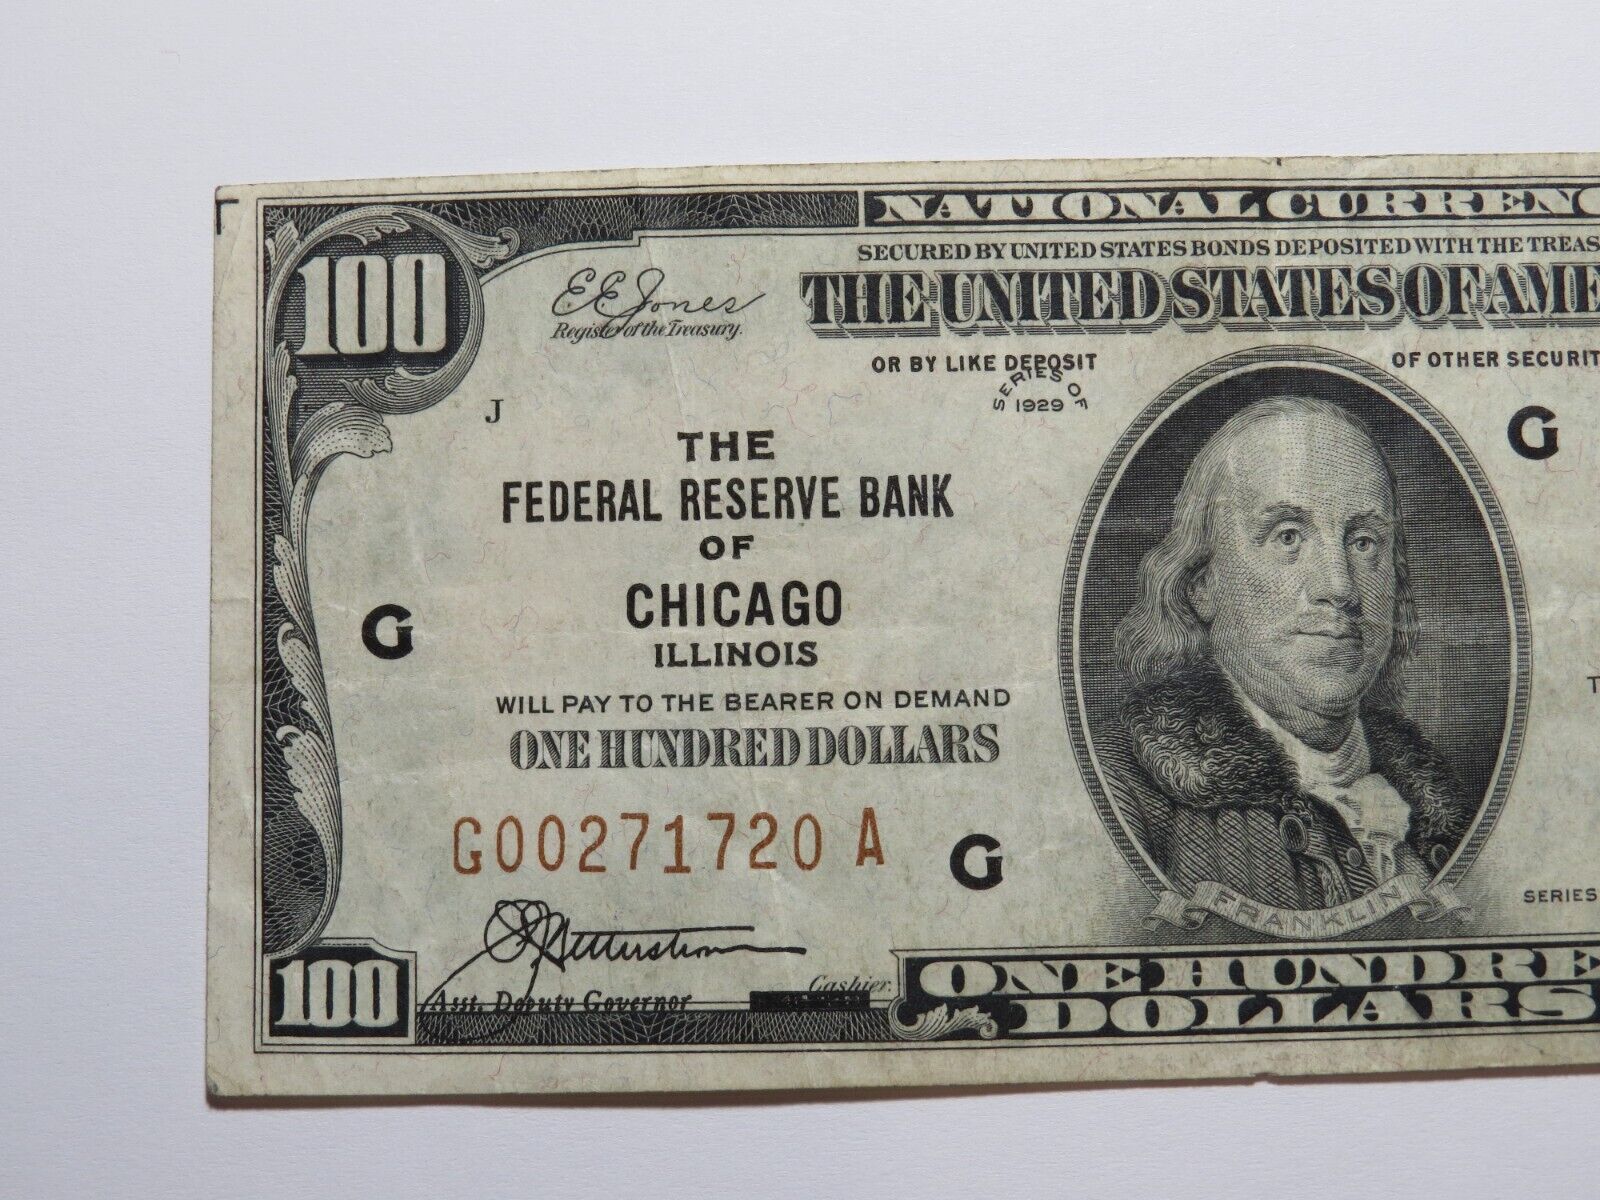 NATIONAL CURRENC
SECURED BY UNITED STATES BONDS DEPOSITED WITH THE TREAS
THE UNITED STATES OF AME
OR BY LIKE DEPOSIT OF OTHER SECURIT
SERIES OF
1929
100
E E Jones
Register of the Treasury.
J
THE
FEDERAL RESERVE BANK
OF
CHICAGO
ILLINOIS
G
G
WILL PAY TO THE BEARER ON DEMAND
ONE HUNDRED DOLLARS
G00271720 A
G
FRANKLIN
SERIES
Cashier.
Asst. Deputy Governor
100
ONE HUNDRE
DOLLARS